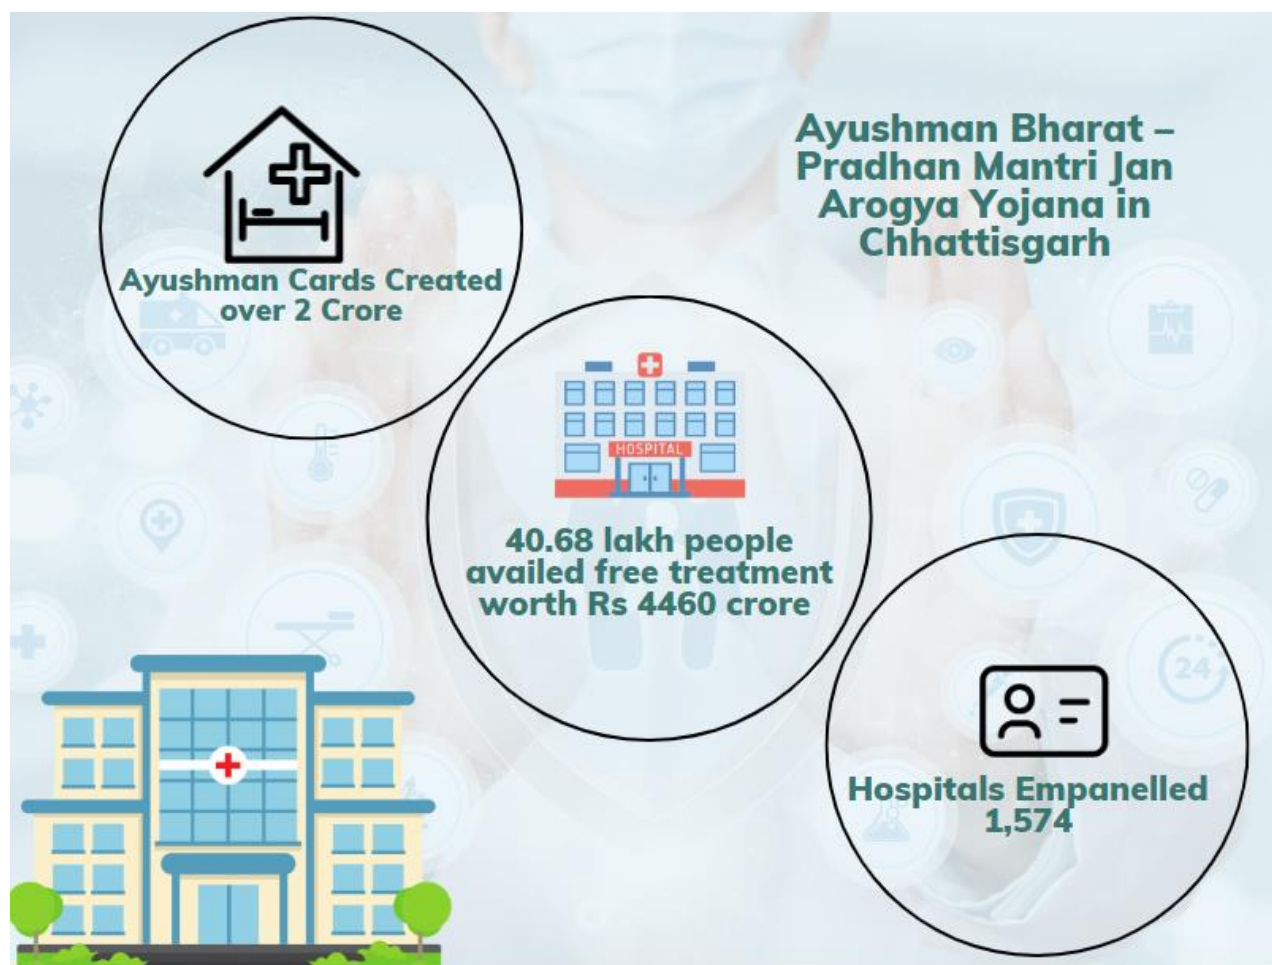 Ayushman Bharat –
Pradhan Mantri Jan
Arogya Yojana in
Chhattisgarh
Ayushman Cards Created
over 2 Crore
HOSPITAL
40.68 lakh people
availed free treatment
worth Rs 4460 crore
24
Hospitals Empanelled
1,574